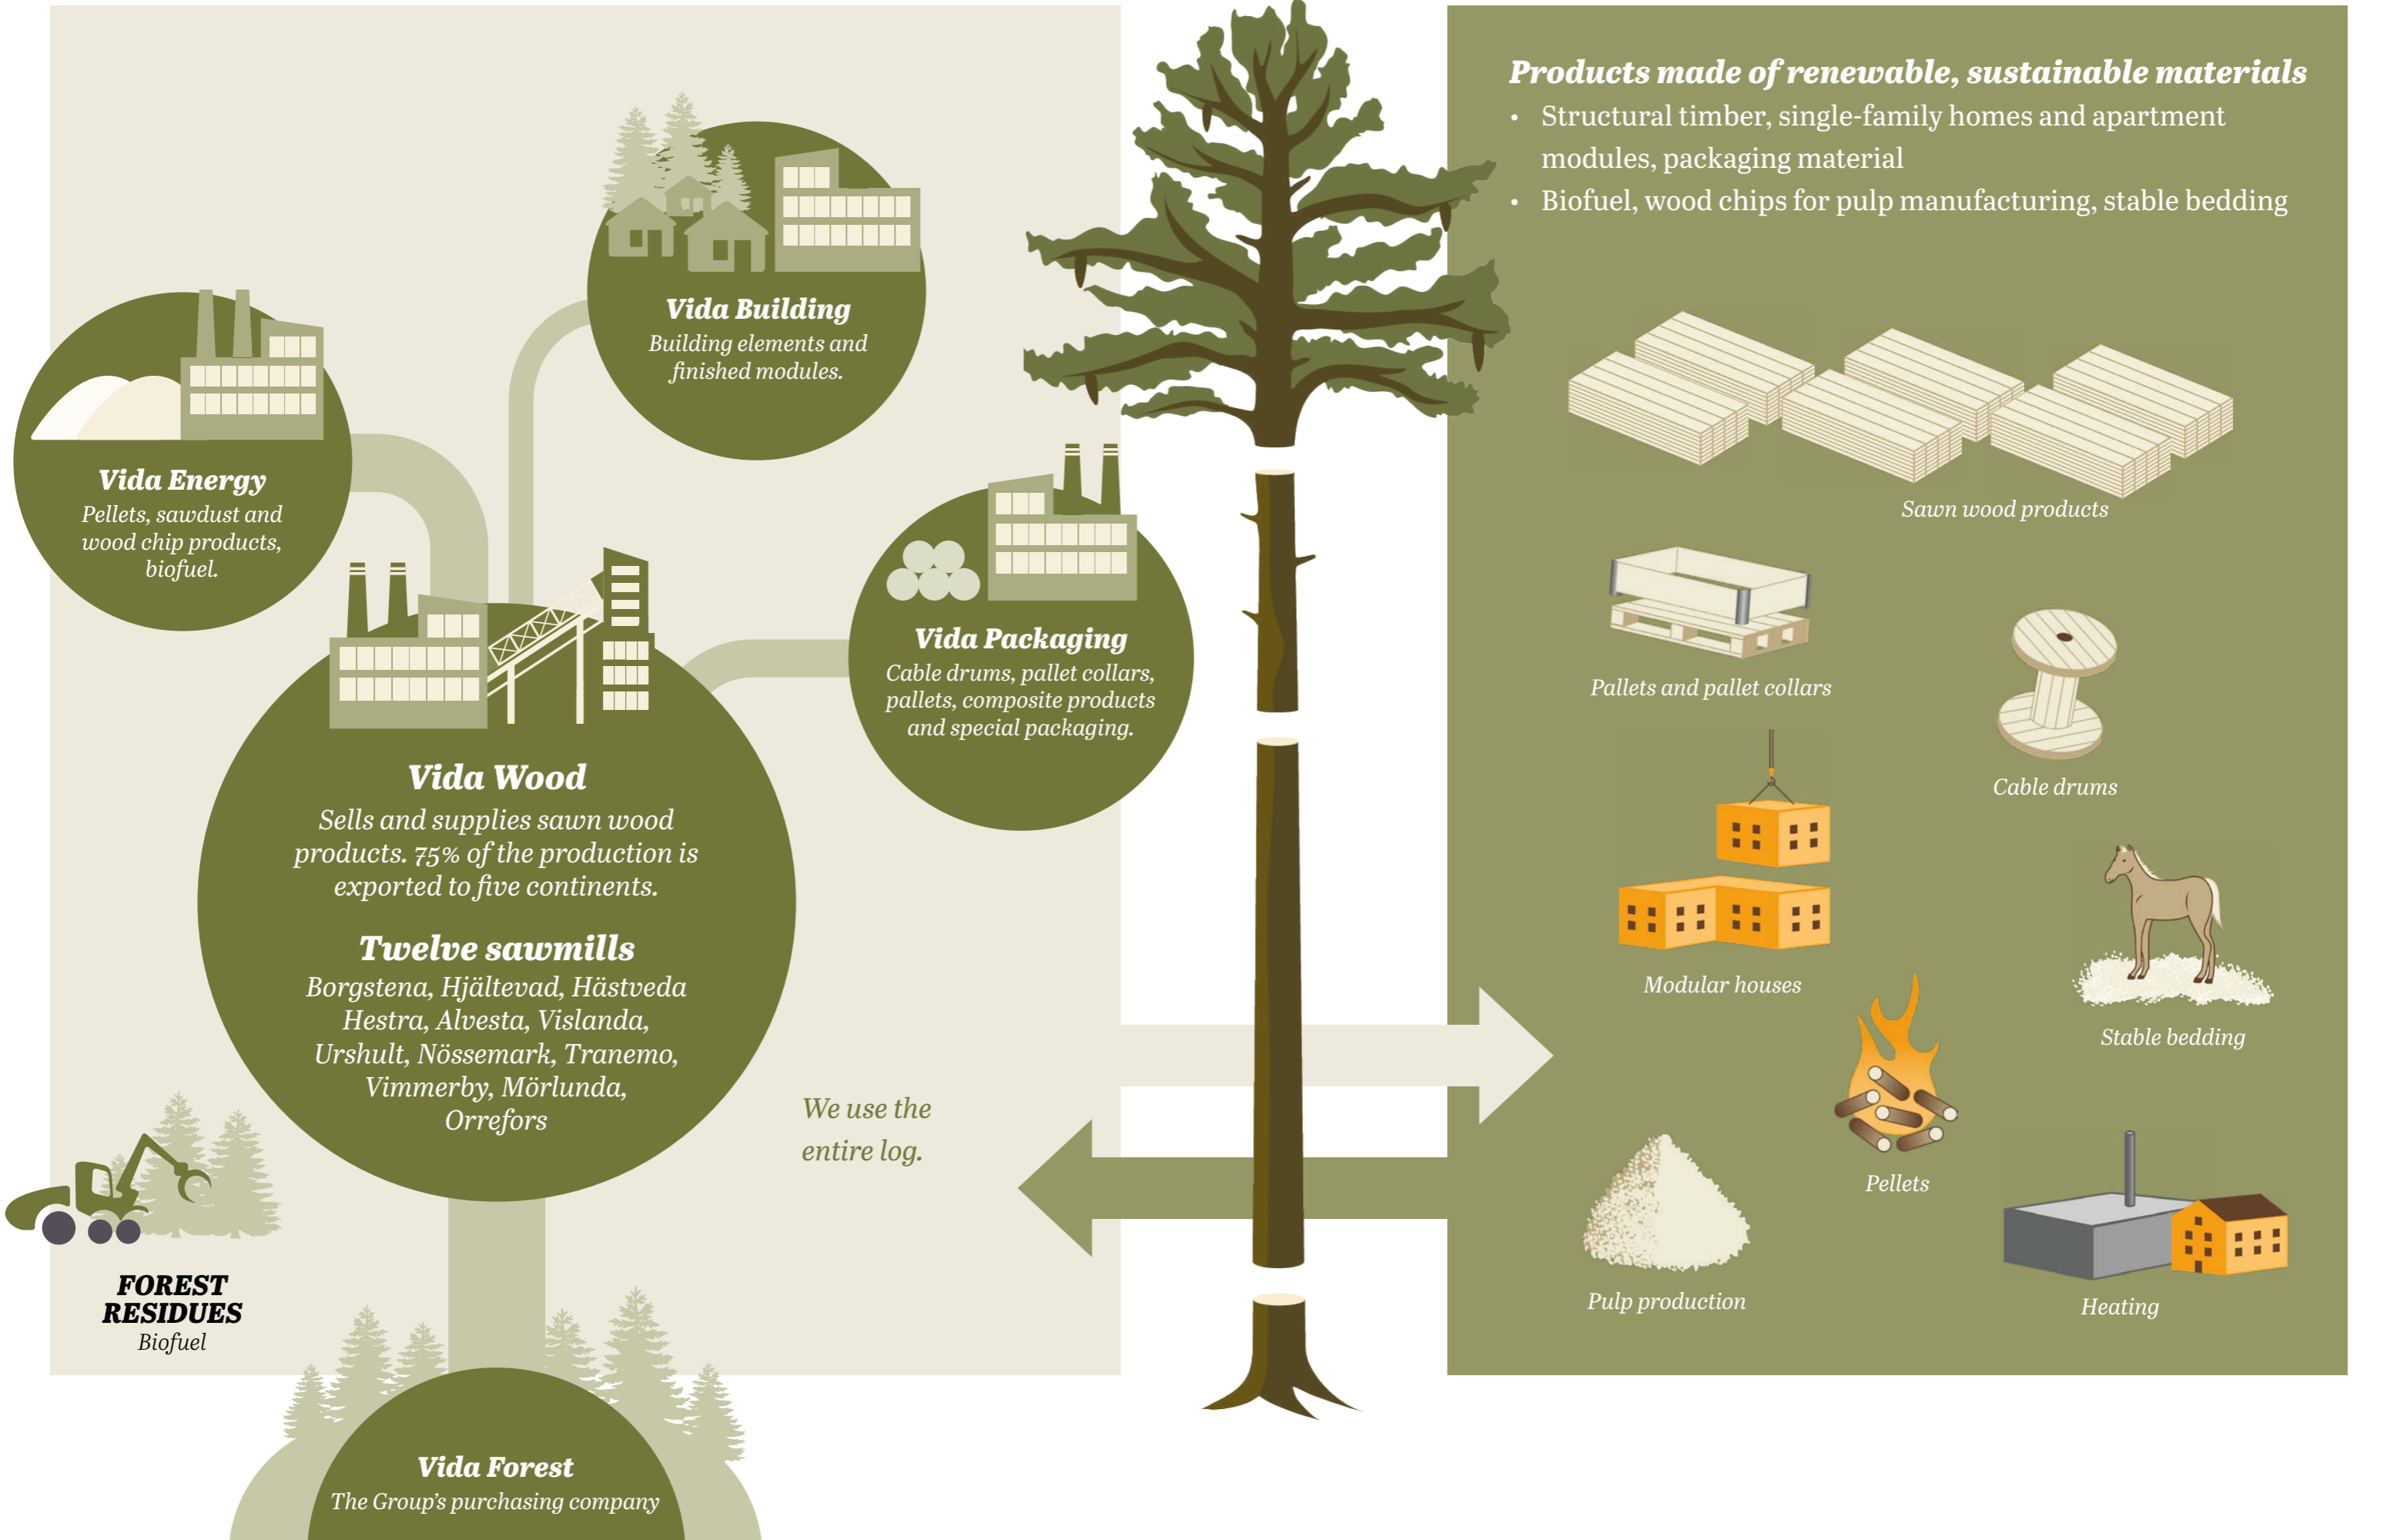 Vida Building
Building elements and
finished modules.
Vida Energy
Pellets, sawdust and
wood chip products,
biofuel.
Vida Packaging
Cable drums, pallet collars,
pallets, composite products
and special packaging.
Vida Wood
Sells and supplies sawn wood
products. 75% of the production is
exported to five continents.
Twelve sawmills
Borgstena, Hjältevad, Hästveda
Hestra, Alvesta, Vislanda,
Urshult, Nössemark, Tranemo,
Vimmerby, Mörlunda,
Orrefors
We use the
entire log.
FOREST
RESIDUES
Biofuel
Vida Forest
The Group’s purchasing company
Products made of renewable, sustainable materials
• Structural timber, single-family homes and apartment
modules, packaging material
• Biofuel, wood chips for pulp manufacturing, stable bedding
Sawn wood products
Pallets and pallet collars
Cable drums
Modular houses
Stable bedding
Pellets
Pulp production
Heating